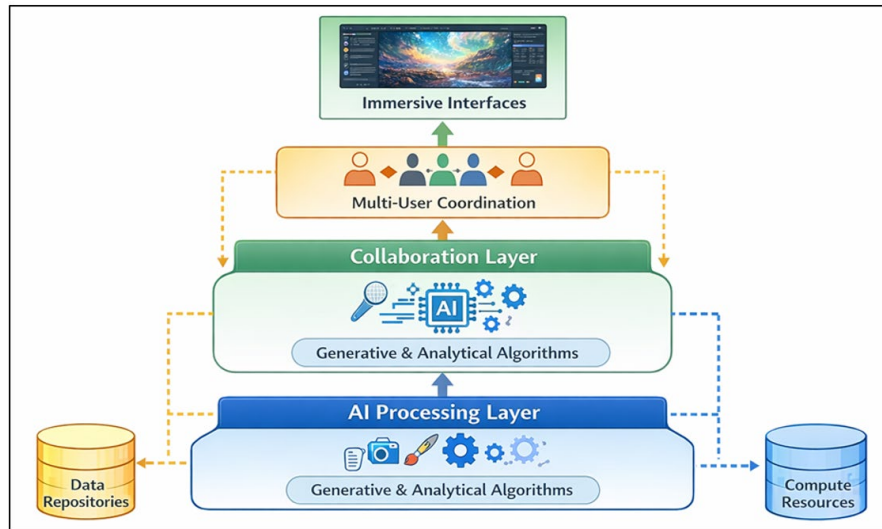 Immersive Interfaces
Multi-User Coordination
Collaboration Layer
AI
Generative & Analytical Algorithms
AI Processing Layer
Generative & Analytical Algorithms
Data
Repositories
Compute
Resources